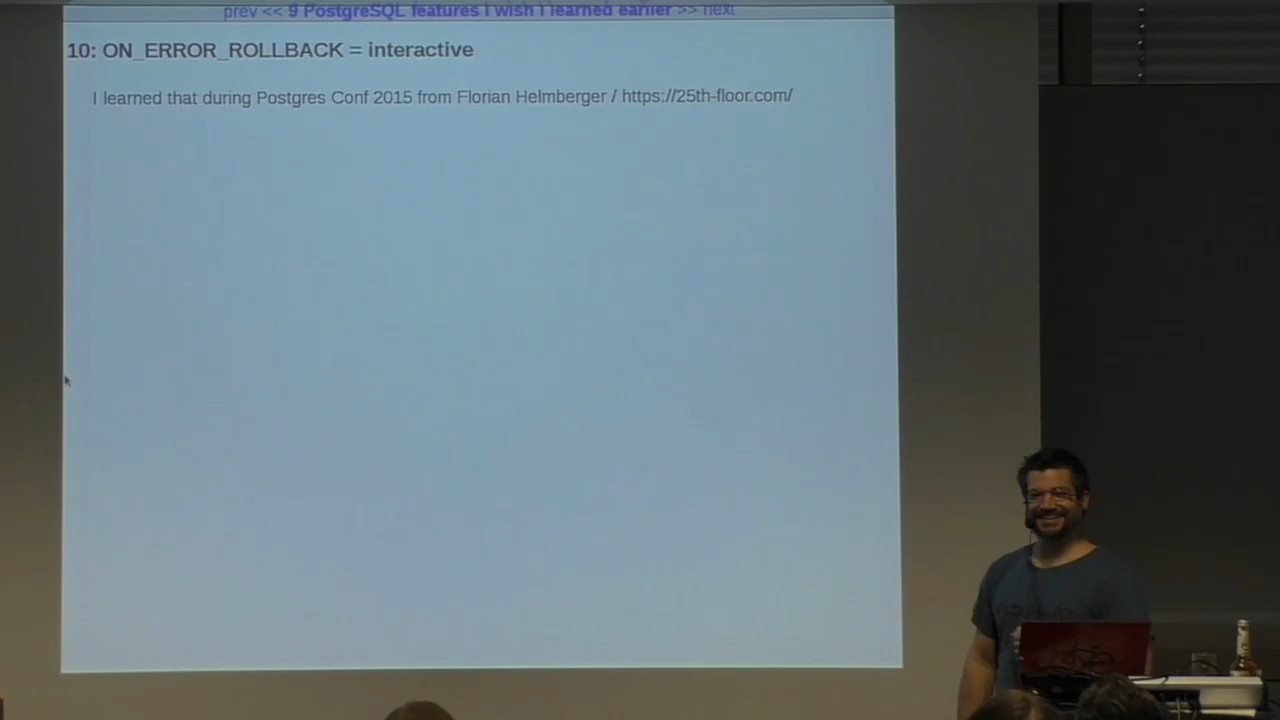 prev << 9 PostgreSQL features I wish I learned earlier >> next
10: ON_ERROR_ROLLBACK = interactive
I learned that during Postgres Conf 2015 from Florian Helmberger / https://25th-floor.com/